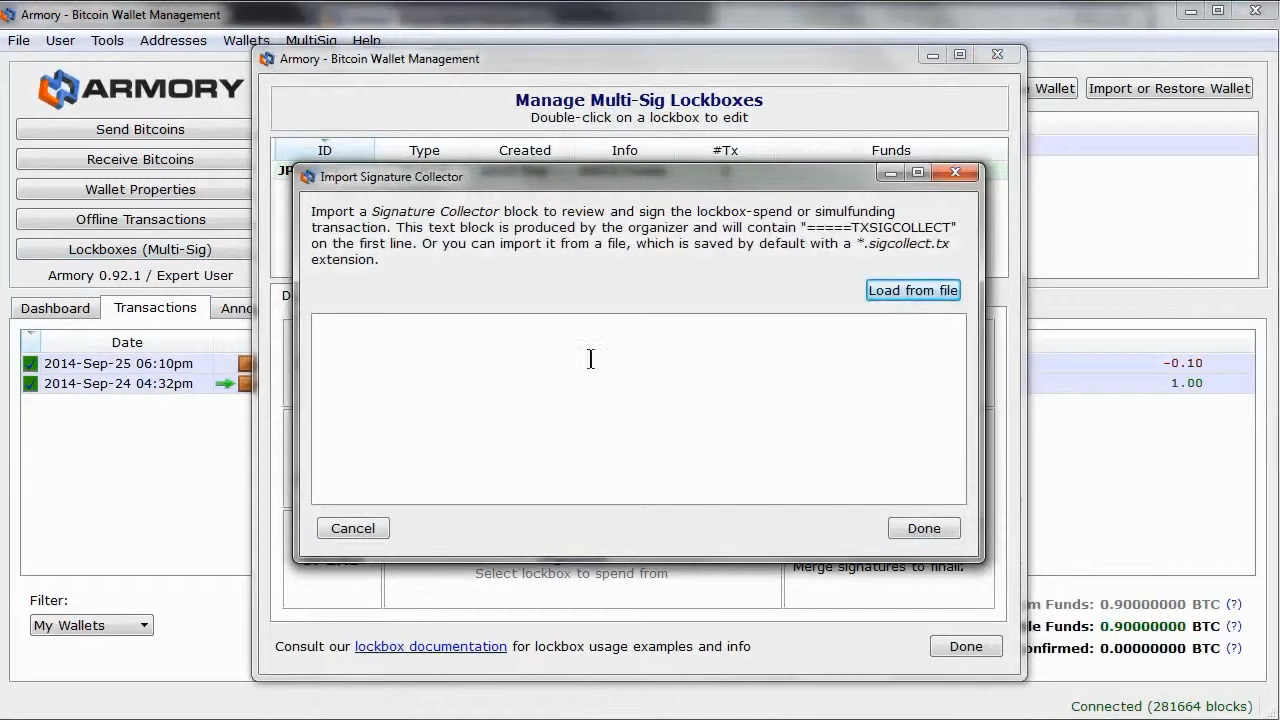 Armory - Bitcoin Wallet Management
File User Tools Addresses Wallets MultiSig Help
ARMORY
Send Bitcoins
Receive Bitcoins
Wallet Properties
Offline Transactions
Lockboxes (Multi-Sig)
Armory 0.92.1 / Expert User
Wallet
Import or Restore Wallet
Dashboard Transactions
Date
2014-Sep-25 06:10pm
-0.10
2014-Sep-24 04:32pm
1.00
Filter:
My Wallets
Funds: 0.90000000 BTC (?)
Funds: 0.90000000 BTC (?)
0.00000000 BTC (?)
Connected (281664 blocks)
Armory - Bitcoin Wallet Management
Manage Multi-Sig Lockboxes
Double-click on a lockbox to edit
ID Type Created Info #Tx Funds
Import Signature Collector
Import a Signature Collector block to review and sign the lockbox-spend or simulfunding
transaction. This text block is produced by the organizer and will contain "=====TXSIGCOLLECT"
on the first line. Or you can import it from a file, which is saved by default with a *.sigcollect.tx
extension.
Load from file
Cancel Done
Select lockbox to spend from
Merge signatures to finali:
Consult our lockbox documentation for lockbox usage examples and info
Done